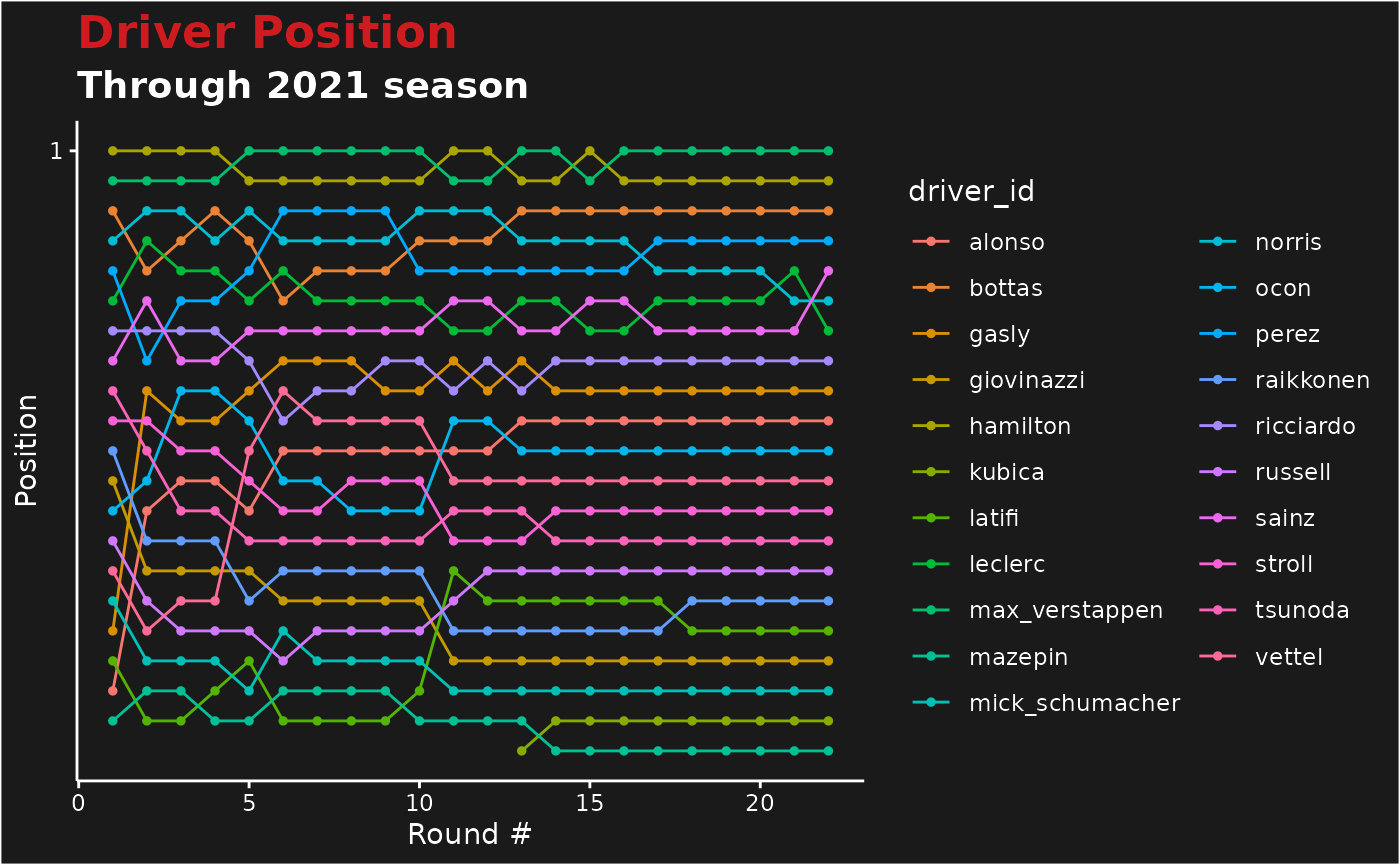 Driver Position
Through 2021 season
1
Position
0 5 10 15 20
Round #
driver_id
alonso
bottas
gasly
giovinazzi
hamilton
kubica
latifi
leclerc
max_verstappen
mazepin
mick_schumacher
norris
ocon
perez
raikkonen
ricciardo
russell
sainz
stroll
tsunoda
vettel